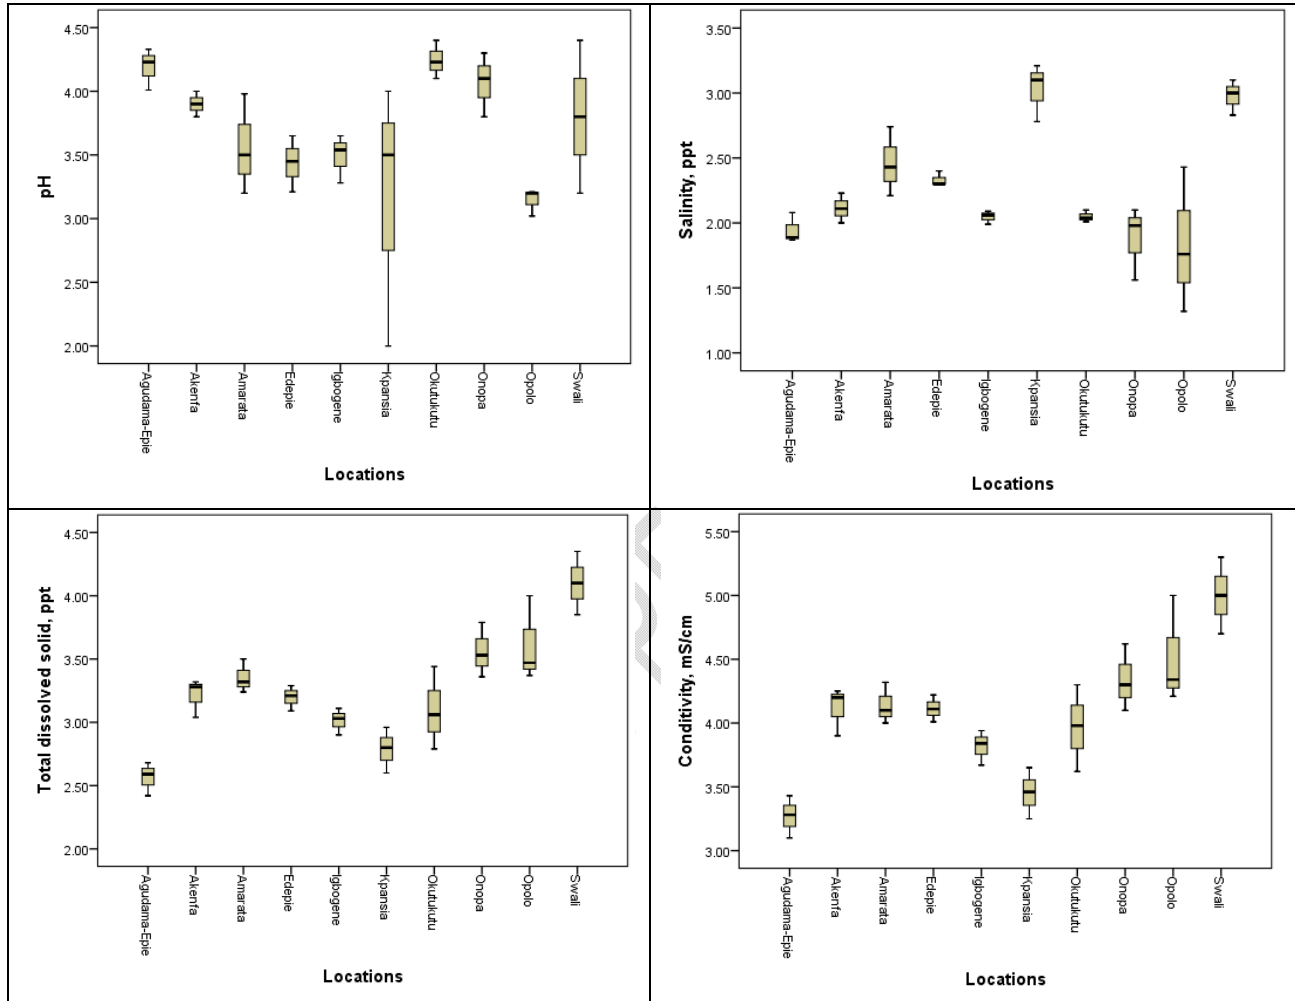 pH
4.50
4.00
3.50
3.00
2.50
2.00
Agudama-Epie
Akenfa
Amarata
Edepie
Igbogene
Kpansia
Okutukutu
Onopa
Opolo
Swali
Locations
Salinity, ppt
3.50
3.00
2.50
2.00
1.50
1.00
Agudama-Epie
Akenfa
Amarata
Edepie
Igbogene
Kpansia
Okutukutu
Onopa
Opolo
Swali
Locations
Total dissolved solid, ppt
4.50
4.00
3.50
3.00
2.50
2.00
Agudama-Epie
Akenfa
Amarata
Edepie
Igbogene
Kpansia
Okutukutu
Onopa
Opolo
Swali
Locations
Conditivity, mS/cm
5.50
5.00
4.50
4.00
3.50
3.00
Agudama-Epie
Akenfa
Amarata
Edepie
Igbogene
Kpansia
Okutukutu
Onopa
Opolo
Swali
Locations